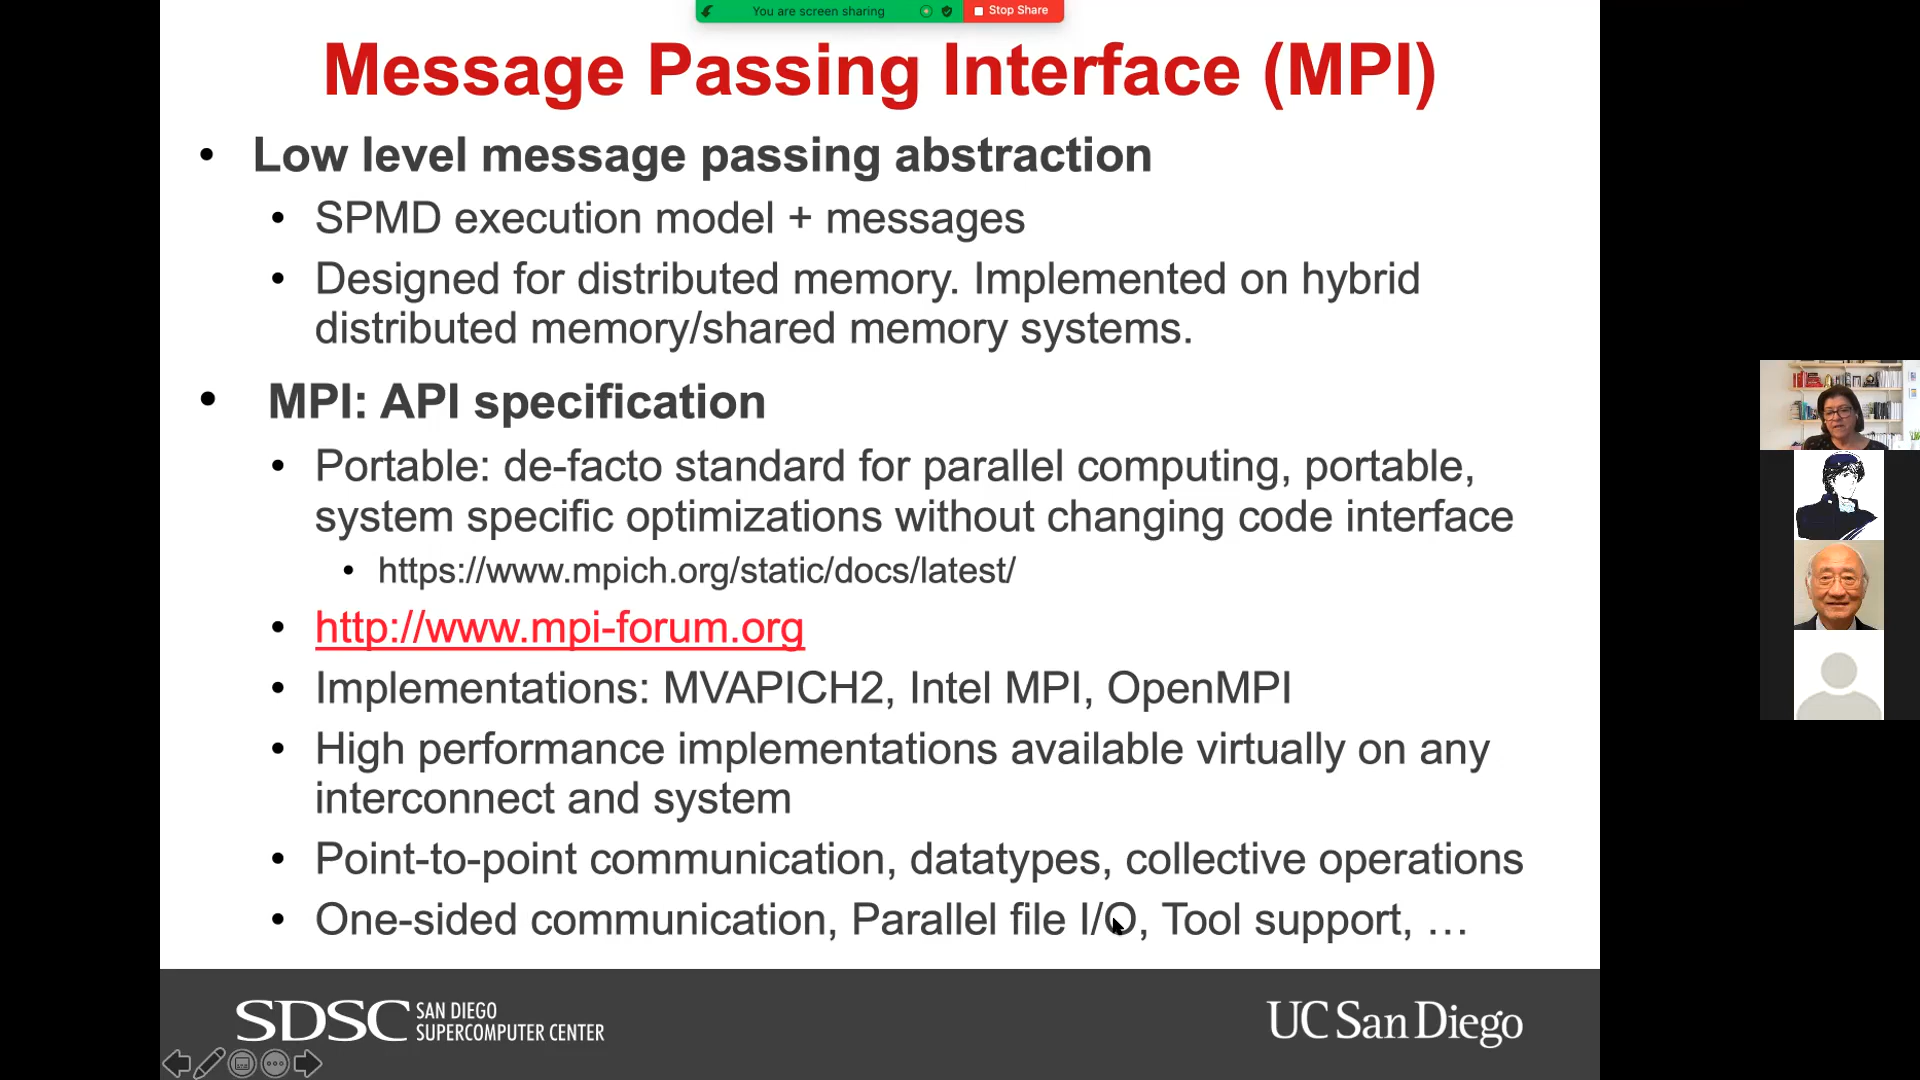 You are screen sharing
Stop Share
Message Passing Interface (MPI)
• Low level message passing abstraction
• SPMD execution model + messages
• Designed for distributed memory. Implemented on hybrid
distributed memory/shared memory systems.
• MPI: API specification
• Portable: de-facto standard for parallel computing, portable,
system specific optimizations without changing code interface
• https://www.mpich.org/static/docs/latest/
• http://www.mpi-forum.org
• Implementations: MVAPICH2, Intel MPI, OpenMPI
• High performance implementations available virtually on any
interconnect and system
• Point-to-point communication, datatypes, collective operations
• One-sided communication, Parallel file I/O, Tool support, …
SDSC SAN DIEGO
SUPERCOMPUTER CENTER
UC San Diego